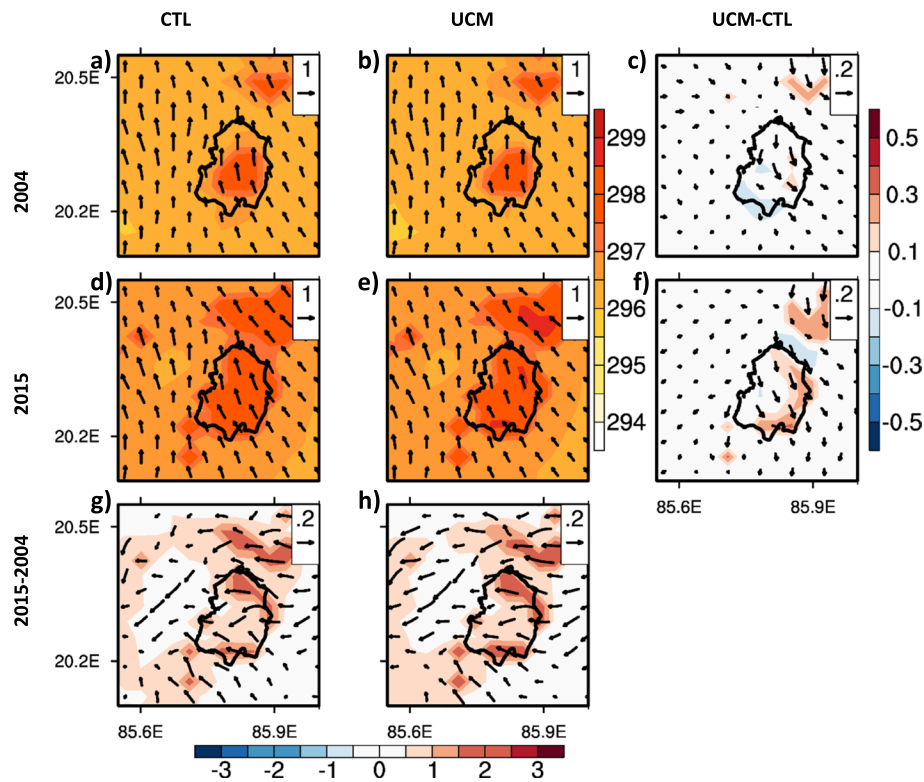 CTL UCM UCM-CTL
a) 1 b) 1 c) .2
20.5E
2004
20.2E
299
298
297
296
295
294
0.5
0.3
0.1
-0.1
-0.3
-0.5
d) 1 e) 1 f) .2
20.5E
2015
20.2E
85.6E 85.9E
g) .2 h) .2
20.5E
2015-2004
20.2E
85.6E 85.9E 85.6E 85.9E
-3 -2 -1 0 1 2 3